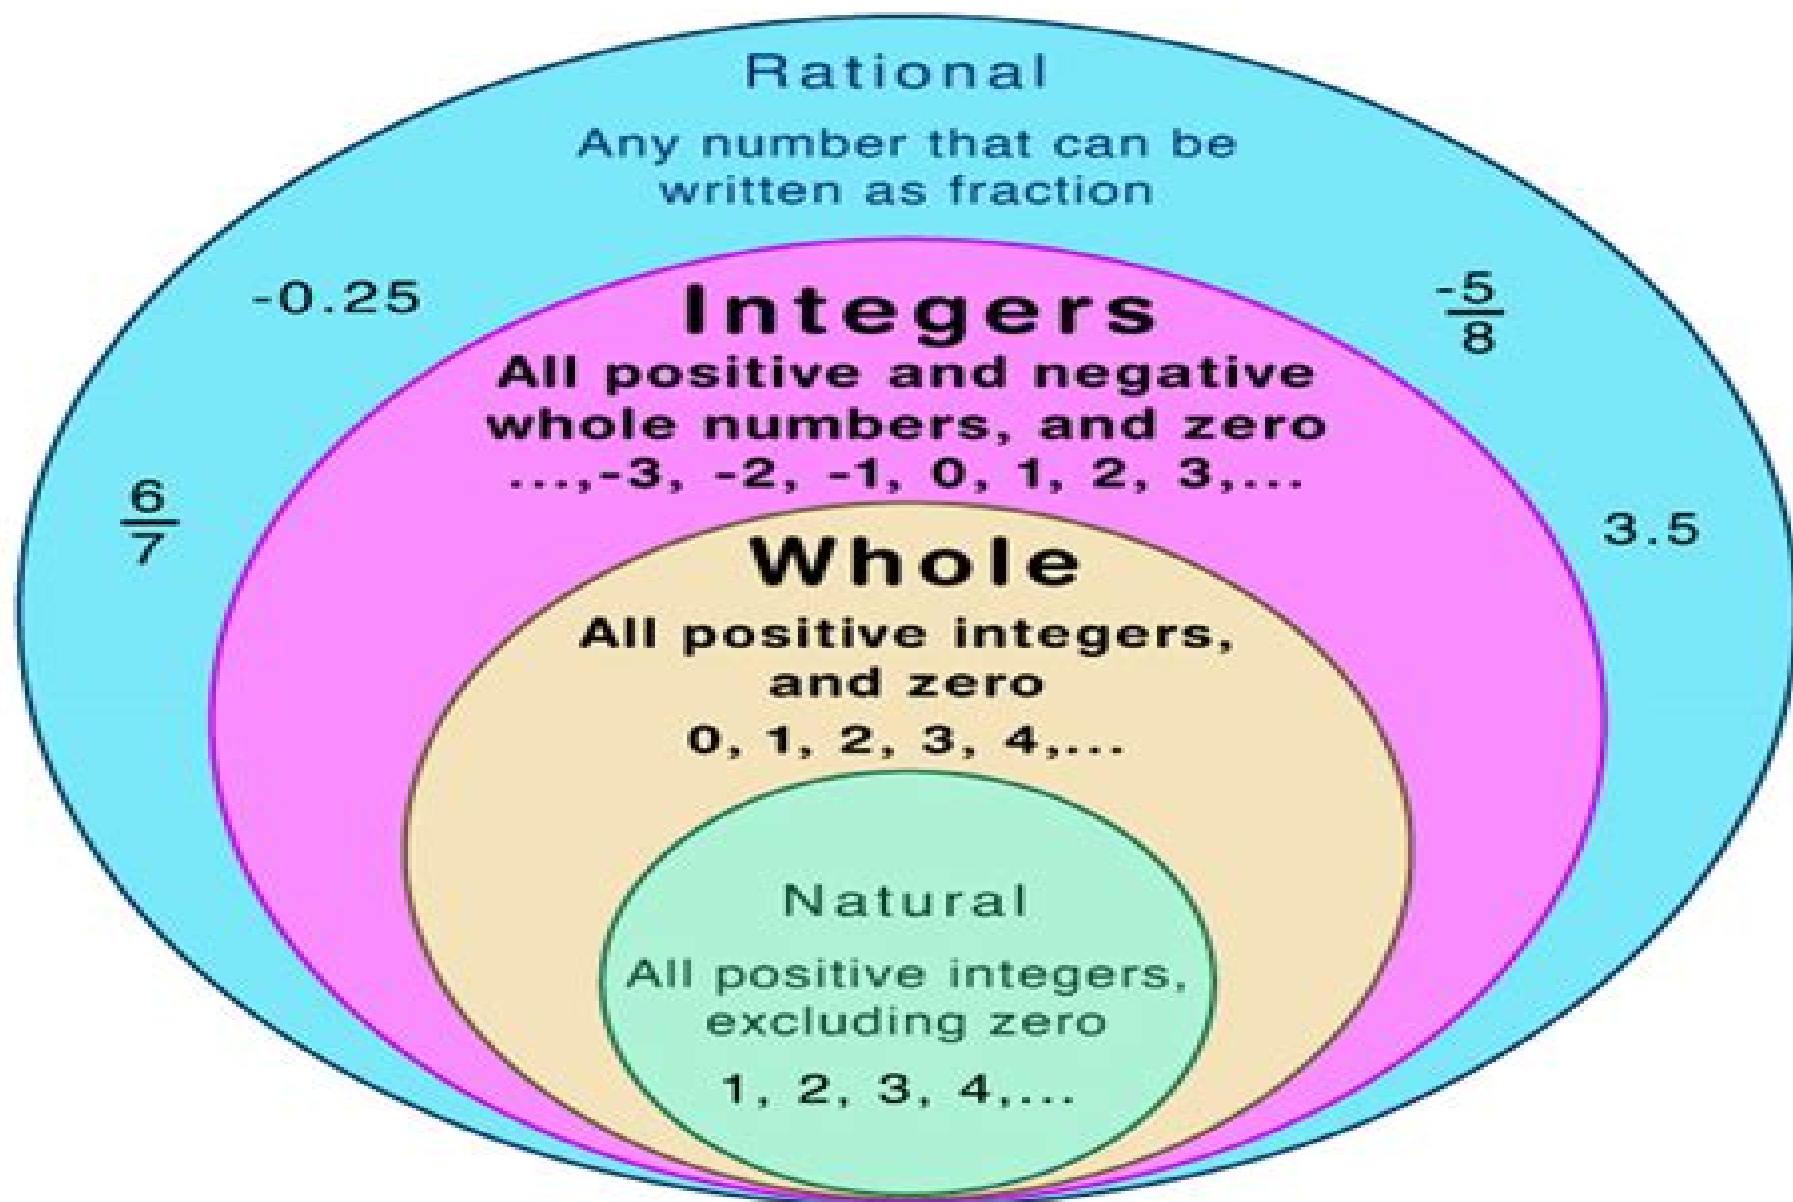 Rational
Any number that can be
written as fraction
-0.25
-5
8
Integers
All positive and negative
whole numbers, and zero
...,-3, -2, -1, 0, 1, 2, 3,...
6
7
3.5
Whole
All positive integers,
and zero
0, 1, 2, 3, 4,...
Natural
All positive integers,
excluding zero
1, 2, 3, 4,...